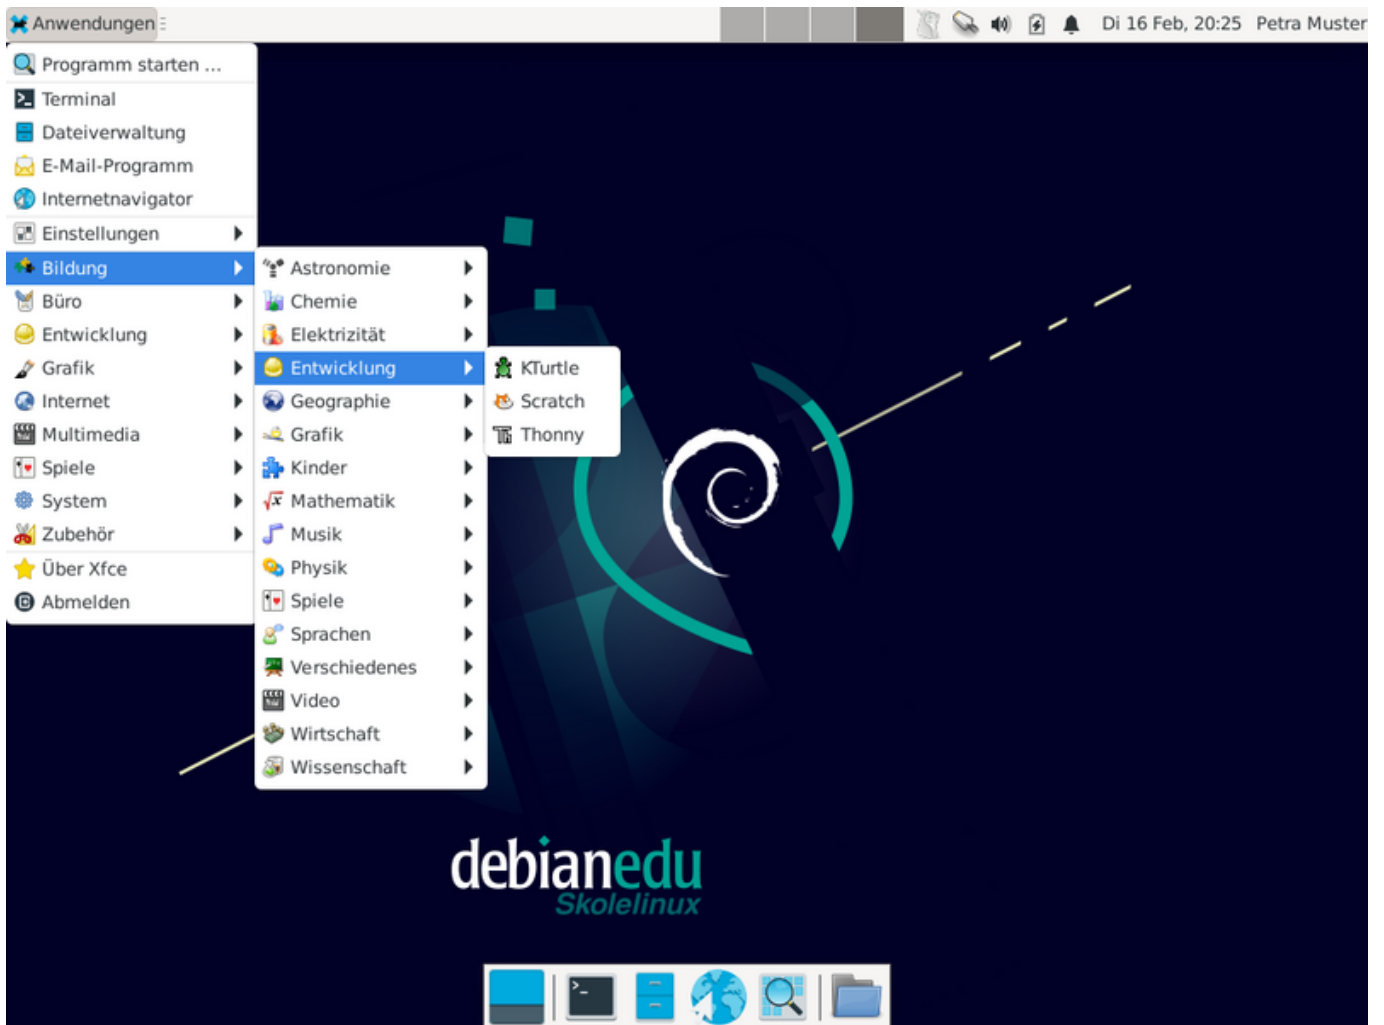 Anwendungen
Di 16 Feb, 20:25 Petra Muster
Programm starten ...
Terminal
Dateiverwaltung
E-Mail-Programm
Internetnavigator
Einstellungen
Bildung
Büro
Entwicklung
Grafik
Internet
Multimedia
Spiele
System
Zubehör
Über Xfce
Abmelden
Astronomie
Chemie
Elektrizität
Entwicklung
Geographie
Grafik
Kinder
Mathematik
Musik
Physik
Spiele
Sprachen
Verschiedenes
Video
Wirtschaft
Wissenschaft
KTurtle
Scratch
Thonny
debianedu
Skolelinux